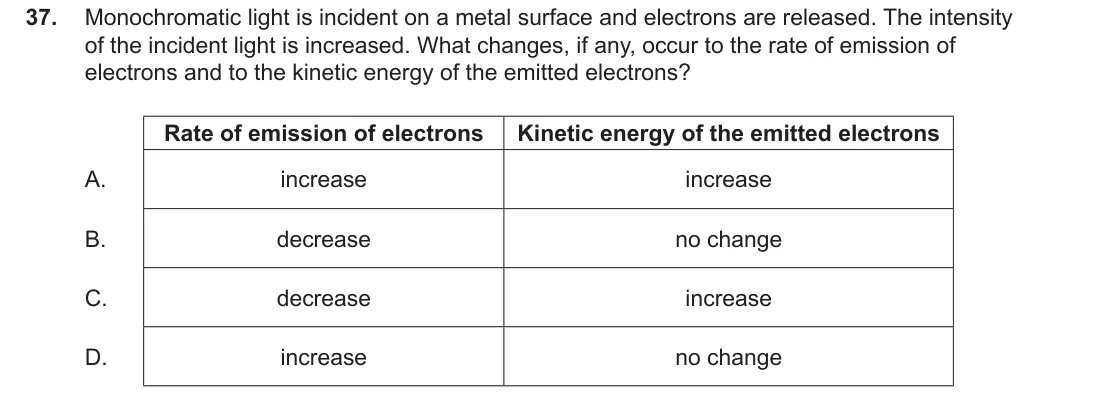 37. Monochromatic light is incident on a metal surface and electrons are released. The intensity
of the incident light is increased. What changes, if any, occur to the rate of emission of
electrons and to the kinetic energy of the emitted electrons?
Rate of emission of electrons Kinetic energy of the emitted electrons
A. increase increase
B. decrease no change
C. decrease increase
D. increase no change